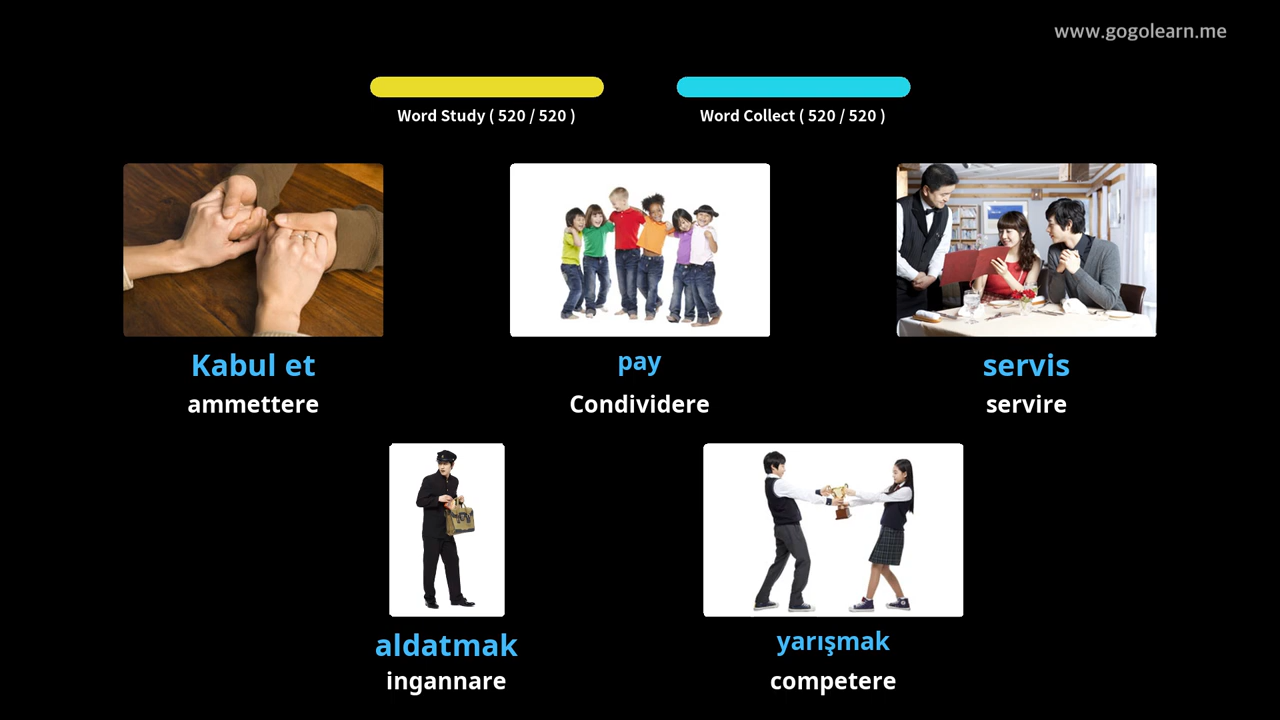 www.gogolearn.me
Word Study ( 520 / 520 )
Word Collect ( 520 / 520 )
Kabul et
ammettere
pay
Condividere
servis
servire
aldatmak
ingannare
yarışmak
competere